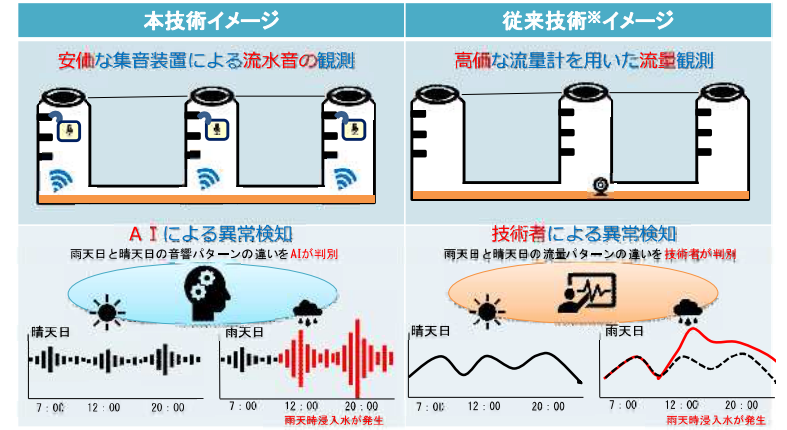 本技術イメージ
従来技術※イメージ
安価な集音装置による流水音の観測
高価な流量計を用いた流量観測
ＡＩによる異常検知
雨天日と晴天日の音響パターンの違いをAIが判別
技術者による異常検知
雨天日と晴天日の流量パターンの違いを技術者が判別
晴天日
雨天日
晴天日
雨天日
7：00 12：00 20：00
7：00 12：00 20：00
7：00 12：00 20：00
7：00 12：00 20：00
雨天時浸入水が発生
雨天時浸入水が発生